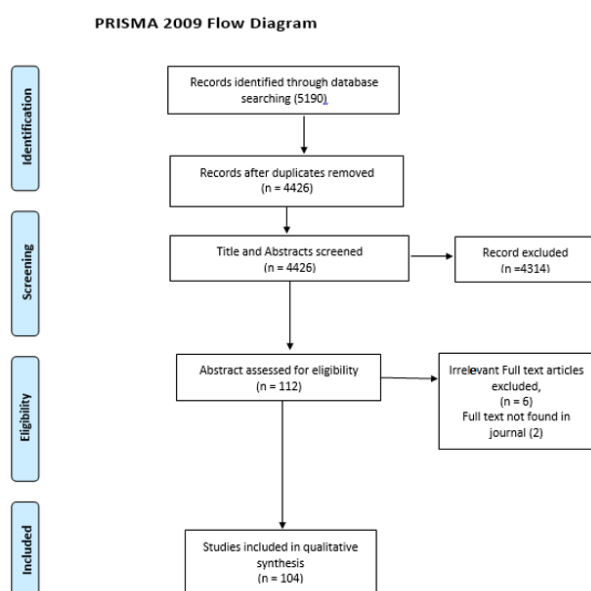 PRISMA 2009 Flow Diagram
Identification
Records identified through database
searching (5190)
Records after duplicates removed
(n = 4426)
Screening
Title and Abstracts screened
(n = 4426)
Record excluded
(n =4314)
Eligibility
Abstract assessed for eligibility
(n = 112)
Irrelevant Full text articles
excluded,
(n = 6)
Full text not found in
journal (2)
Included
Studies included in qualitative
synthesis
(n = 104)